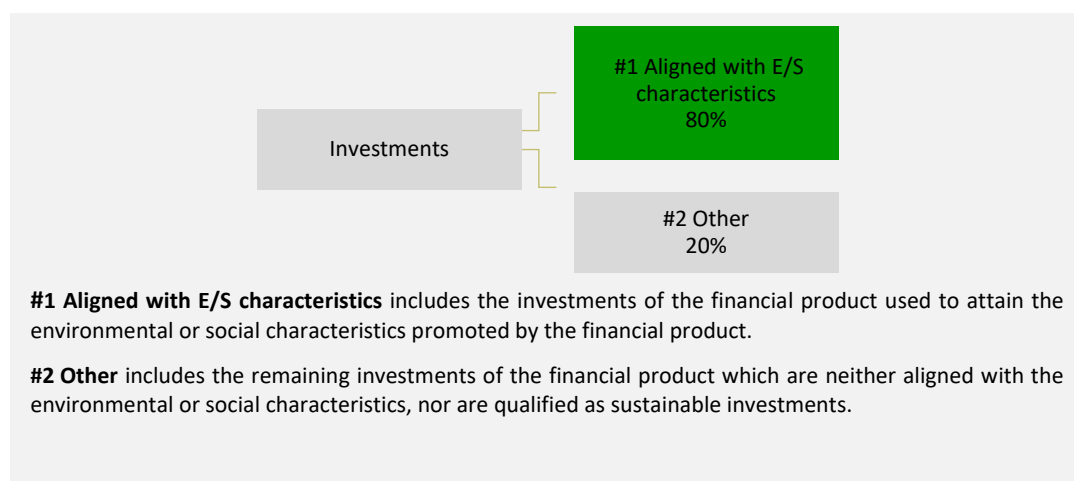 #1 Aligned with E/S
characteristics
80%
Investments
#2 Other
20%
#1 Aligned with E/S characteristics includes the investments of the financial product used to attain the
environmental or social characteristics promoted by the financial product.
#2 Other includes the remaining investments of the financial product which are neither aligned with the
environmental or social characteristics, nor are qualified as sustainable investments.